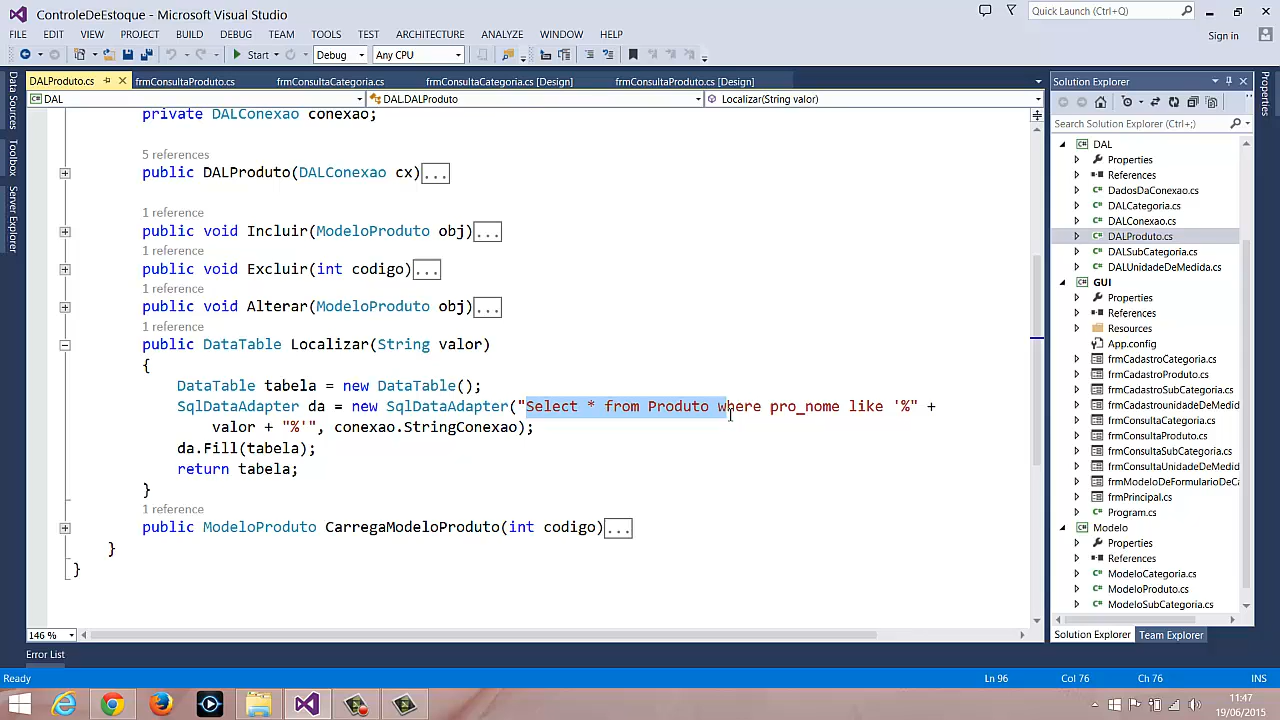 ControleDeEstoque - Microsoft Visual Studio
Quick Launch (Ctrl+Q)
FILE EDIT VIEW PROJECT BUILD DEBUG TEAM TOOLS TEST ARCHITECTURE ANALYZE WINDOW HELP
Sign in
Start Debug Any CPU
DALProduto.cs frmConsultaProduto.cs frmConsultaCategoria.cs frmConsultaCategoria.cs [Design] frmConsultaProduto.cs [Design]
DAL DAL.DALProduto Localizar(String valor)
Data Sources
Toolbox
Server Explorer
private DALConexao conexao;
5 references
public DALProduto(DALConexao cx)...
1 reference
public void Incluir(ModeloProduto obj)...
1 reference
public void Excluir(int codigo)...
1 reference
public void Alterar(ModeloProduto obj)...
1 reference
public DataTable Localizar(String valor)
{
DataTable tabela = new DataTable();
SqlDataAdapter da = new SqlDataAdapter("Select * from Produto where pro_nome like '%" +
valor + "%'", conexao.StringConexao);
da.Fill(tabela);
return tabela;
}
1 reference
public ModeloProduto CarregaModeloProduto(int codigo)...
}
}
146 %
Error List
Solution Explorer
Search Solution Explorer (Ctrl+;)
DAL
Properties
References
DadosDaConexao.cs
DALCategoria.cs
DALConexao.cs
DALProduto.cs
DALSubCategoria.cs
DALUnidadeDeMedida.cs
GUI
Properties
References
Resources
App.config
frmCadastroCategoria.cs
frmCadastroProduto.cs
frmCadastroSubCategoria.cs
frmCadastrounidadeDeMedida
frmConsultaCategoria.cs
frmConsultaProduto.cs
frmConsultaSubCategoria.cs
frmConsultaUnidadeDeMedid
frmModeloDeFormularioDeCa
frmPrincipal.cs
Program.cs
Modelo
Properties
References
ModeloCategoria.cs
ModeloProduto.cs
ModeloSubCategoria.cs
Solution Explorer Team Explorer
Properties
Ready Ln 96 Col 76 Ch 76 INS
11:47
19/06/2015